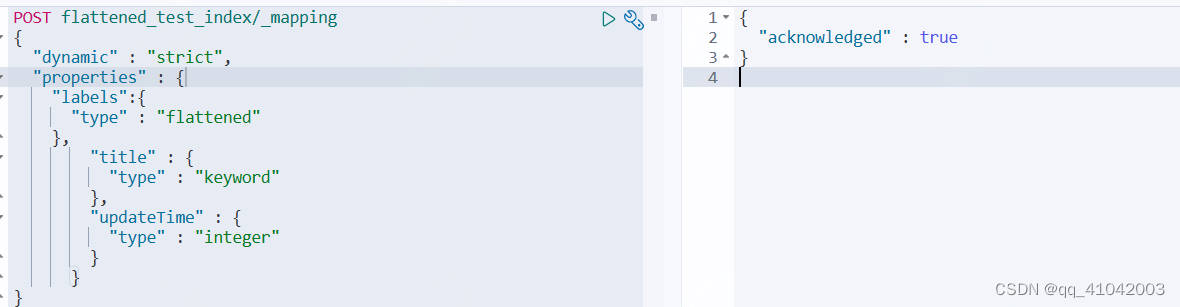 POST flattened_test_index/_mapping
{
  "dynamic" : "strict",
  "properties" : {
    "labels":{
      "type" : "flattened"
    },
        "title" : {
          "type" : "keyword"
        },
        "updateTime" : {
          "type" : "integer"
        }
      }
}
1 {
2   "acknowledged" : true
3 }
4
CSDN @qq_41042003